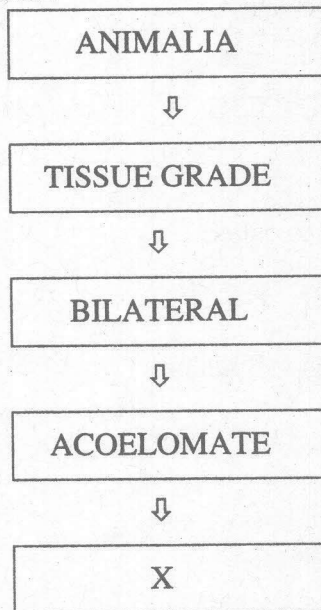 ANIMALIA
⇩
TISSUE GRADE
⇩
BILATERAL
⇩
ACOELOMATE
⇩
X